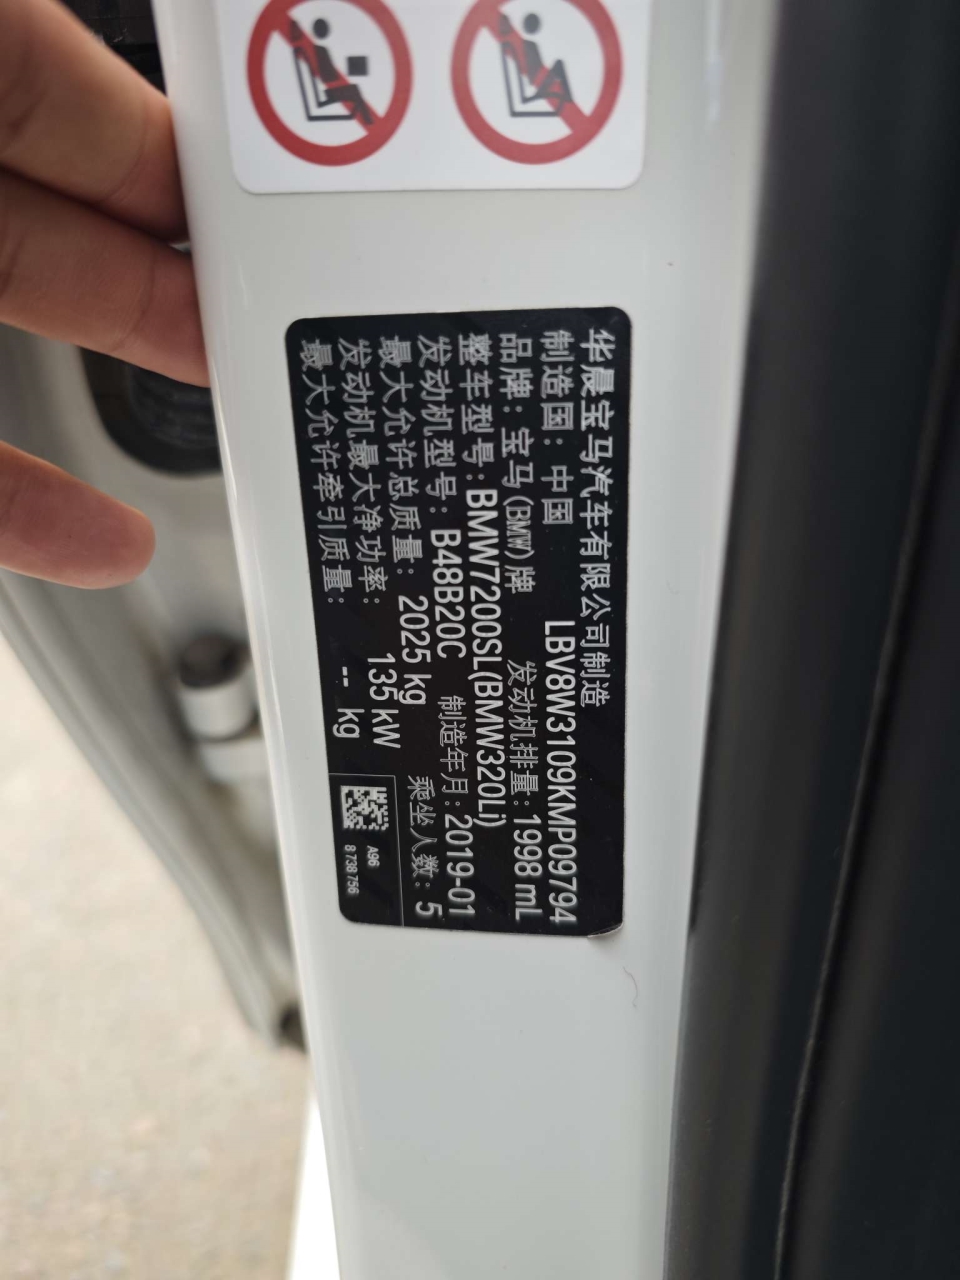 华晨宝马汽车有限公司制造
制造国：中国 LBV8W3109KMP09794
品牌：宝马(BMW)牌 发动机排量：1998 mL
整车型号：BMW7200SL(BMW320Li)
发动机型号：B48B20C 制造年月：2019-01
最大允许总质量：2025 kg 乘坐人数：5
发动机最大净功率：135 kW
最大允许牵引质量：-- kg
A96
8 738 756